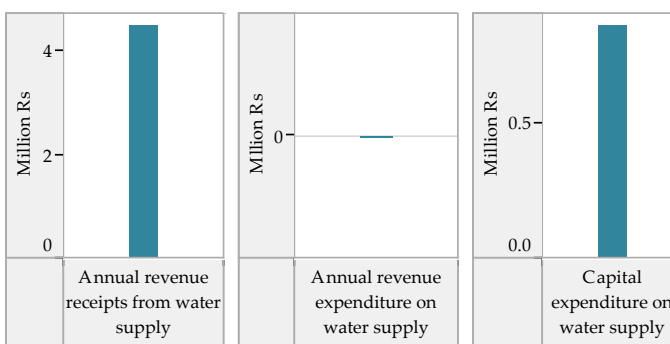 Million Rs
4
2
0
Annual revenue
receipts from water
supply
Mllion Rs
0
Annual revenue
expenditure on
water supply
Million Rs
0.5
0.0
Capital
expenditure on
water supply